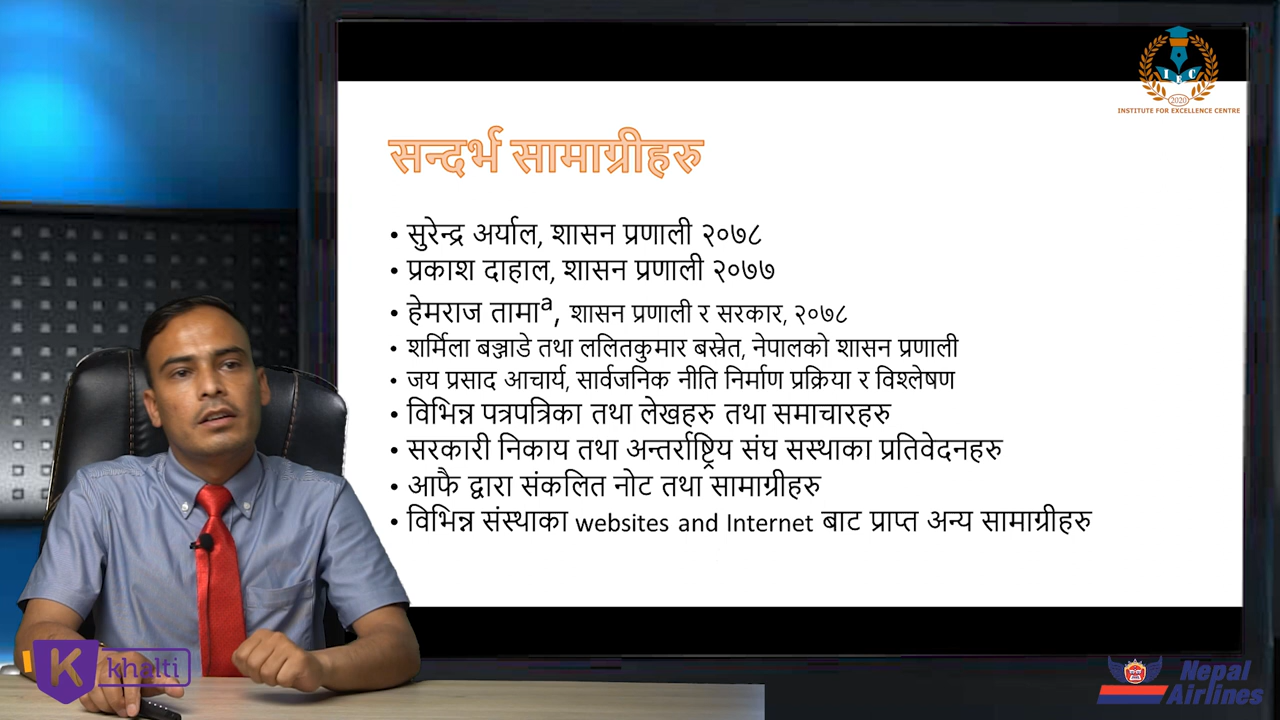 I E C
2020
INSTITUTE FOR EXCELLENCE CENTRE
सन्दर्भ सामाग्रीहरु
• सुरेन्द्र अर्याल, शासन प्रणाली २०७८
• प्रकाश दाहाल, शासन प्रणाली २०७७
• हेमराज तामाª, शासन प्रणाली र सरकार, २०७८
• शर्मिला बञ्जाडे तथा ललितकुमार बस्नेत, नेपालको शासन प्रणाली
• जय प्रसाद आचार्य, सार्वजनिक नीति निर्माण प्रक्रिया र विश्लेषण
• विभिन्न पत्रपत्रिका तथा लेखहरु तथा समाचारहरु
• सरकारी निकाय तथा अन्तर्राष्ट्रिय संघ सस्थाका प्रतिवेदनहरु
• आफै द्वारा संकलित नोट तथा सामाग्रीहरु
• विभिन्न संस्थाका websites and Internet बाट प्राप्त अन्य सामाग्रीहरु
K khalti
Nepal
Airlines